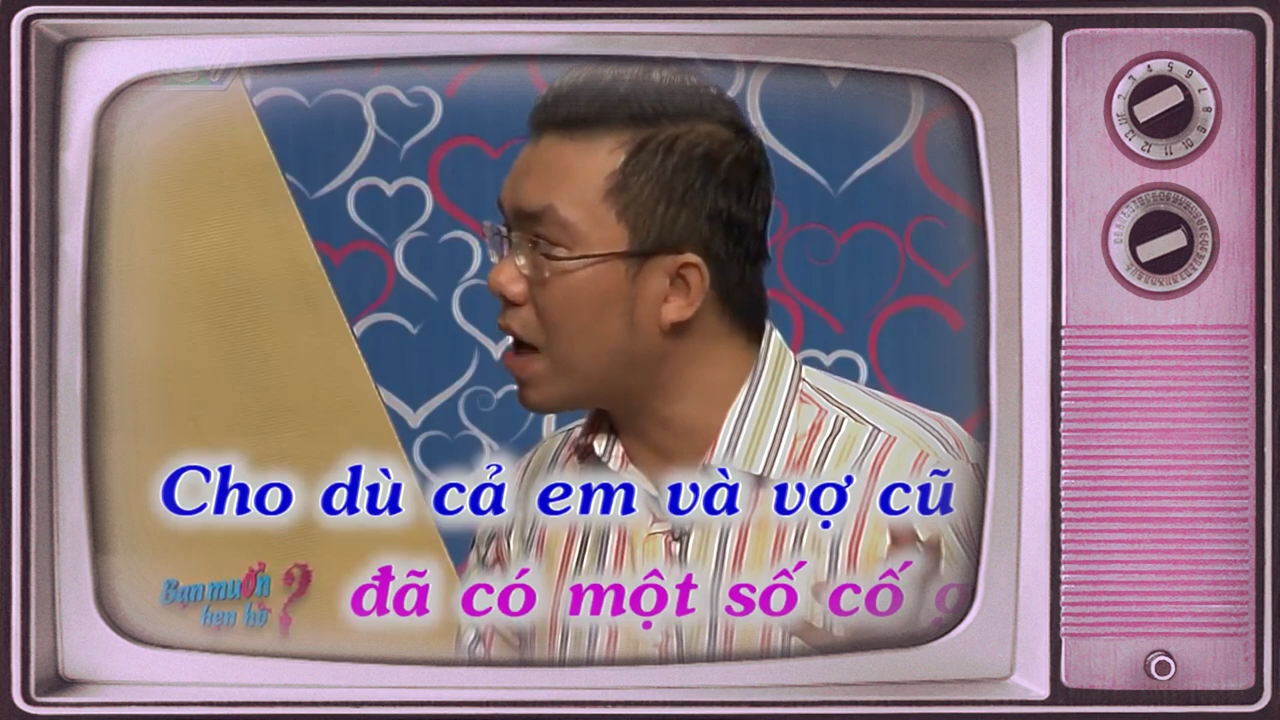 Cho dù cả em và vợ cũ
đã có một số cố
Bạn muốn
hẹn hò ?